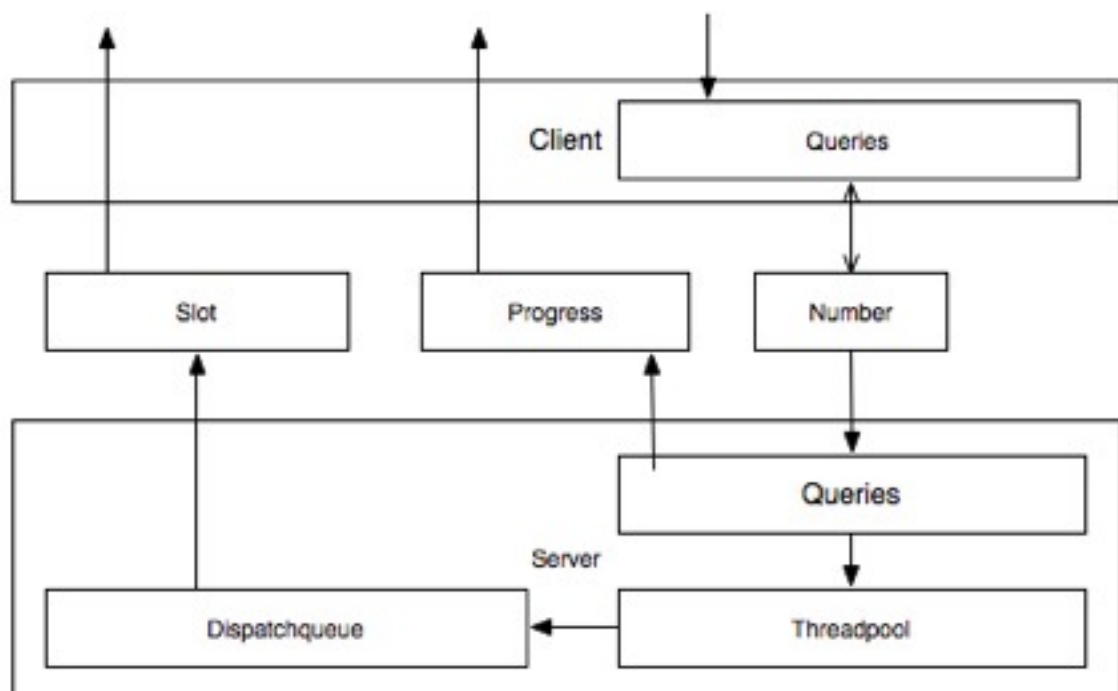 Client
Queries
Slot
Progress
Number
Queries
Server
Dispatchqueue
Threadpool